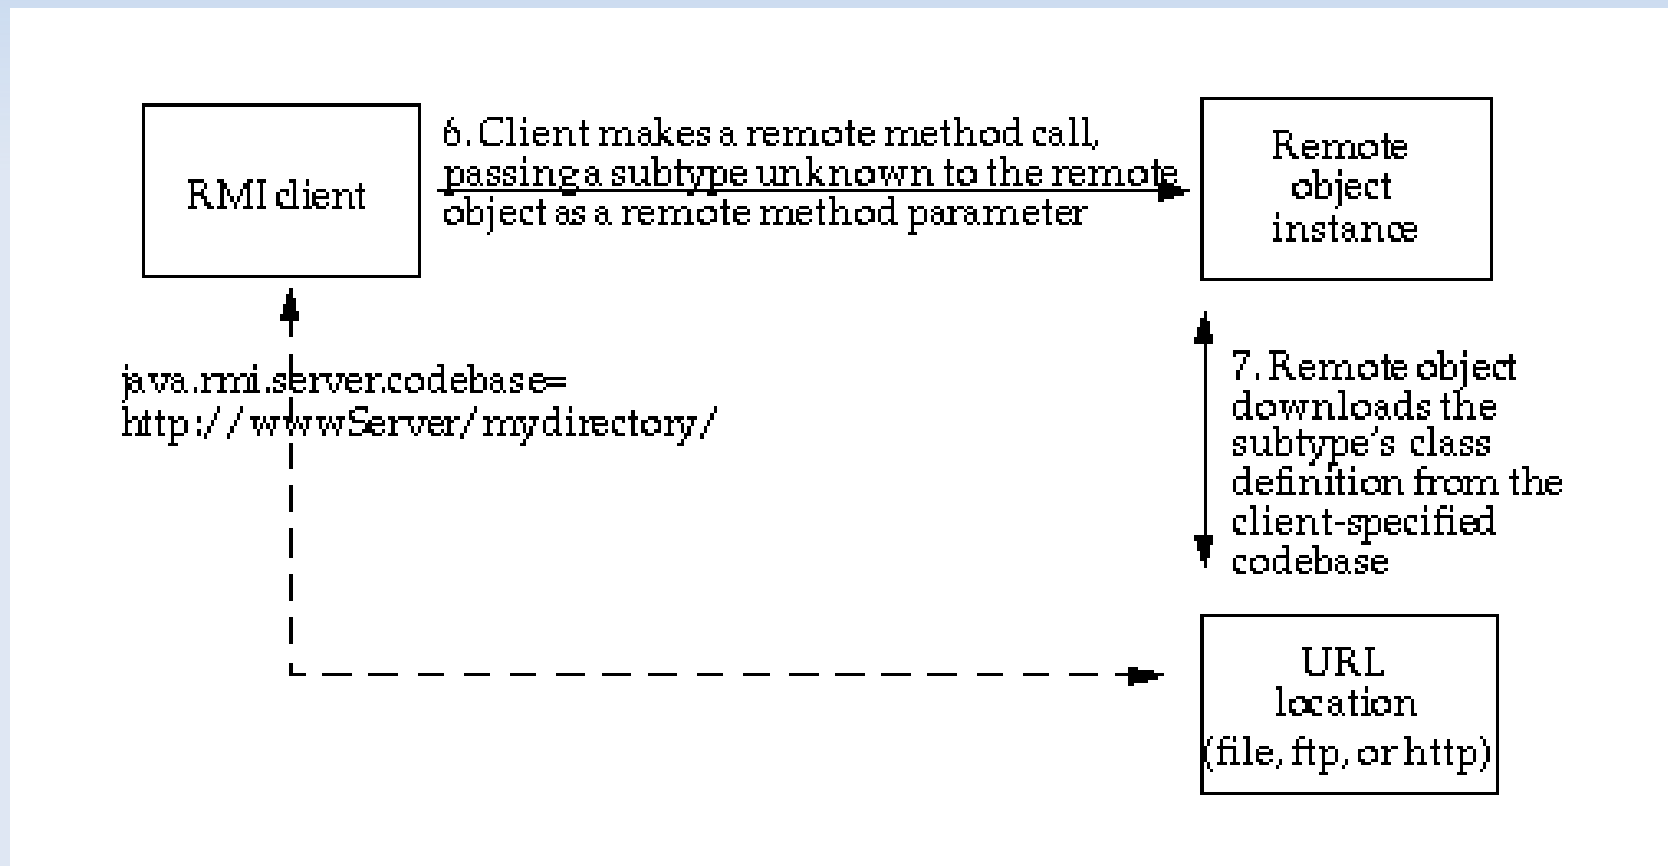 RMI client
6. Client makes a remote method call,
passing a subtype unknown to the remote
object as a remote method parameter
Remote
object
instance
java.rmi.server.codebase=
http://wwwServer/mydirectory/
7. Remote object
downloads the
subtype's class
definition from the
client-specified
codebase
URL
location
(file, ftp, or http)